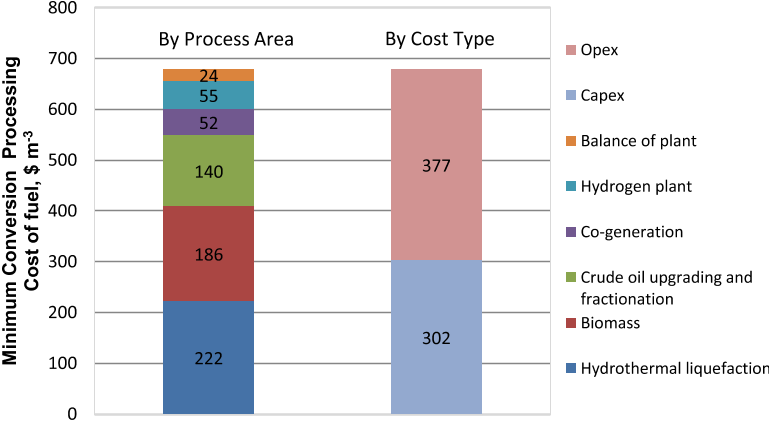 Minimum Conversion Processing
Cost of fuel, $ m-3
800
700
600
500
400
300
200
100
0
By Process Area
By Cost Type
24
55
52
140
186
222
377
302
Opex
Capex
Balance of plant
Hydrogen plant
Co-generation
Crude oil upgrading and
fractionation
Biomass
Hydrothermal liquefaction